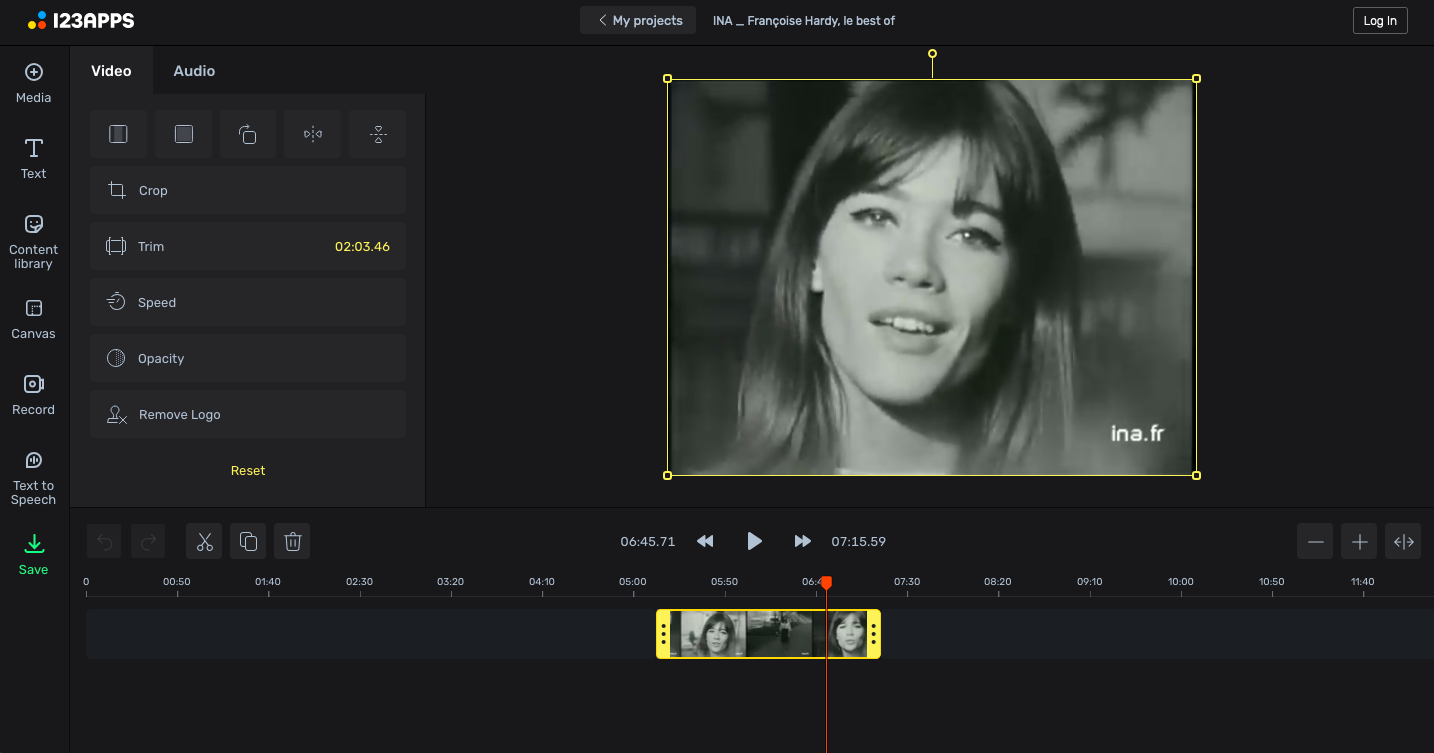 123APPS
My projects
INA _ Françoise Hardy, le best of
Log In
Media
Text
Content
library
Canvas
Record
Text to
Speech
Save
Video
Audio
Crop
Trim
02:03.46
Speed
Opacity
Remove Logo
Reset
ina.fr
06:45.71
07:15.59
0
00:50
01:40
02:30
03:20
04:10
05:00
05:50
07:30
08:20
09:10
10:00
10:50
11:40